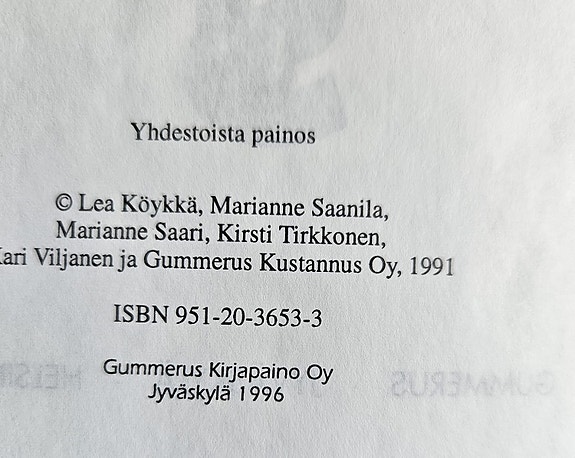 Yhdestoista painos
© Lea Köykkä, Marianne Saanila,
Marianne Saari, Kirsti Tirkkonen,
Viljanen ja Gummerus Kustannus Oy, 1991
ISBN 951-20-3653-3
Gummerus Kirjapaino Oy
Jyväskylä 1996
GUMMERUS